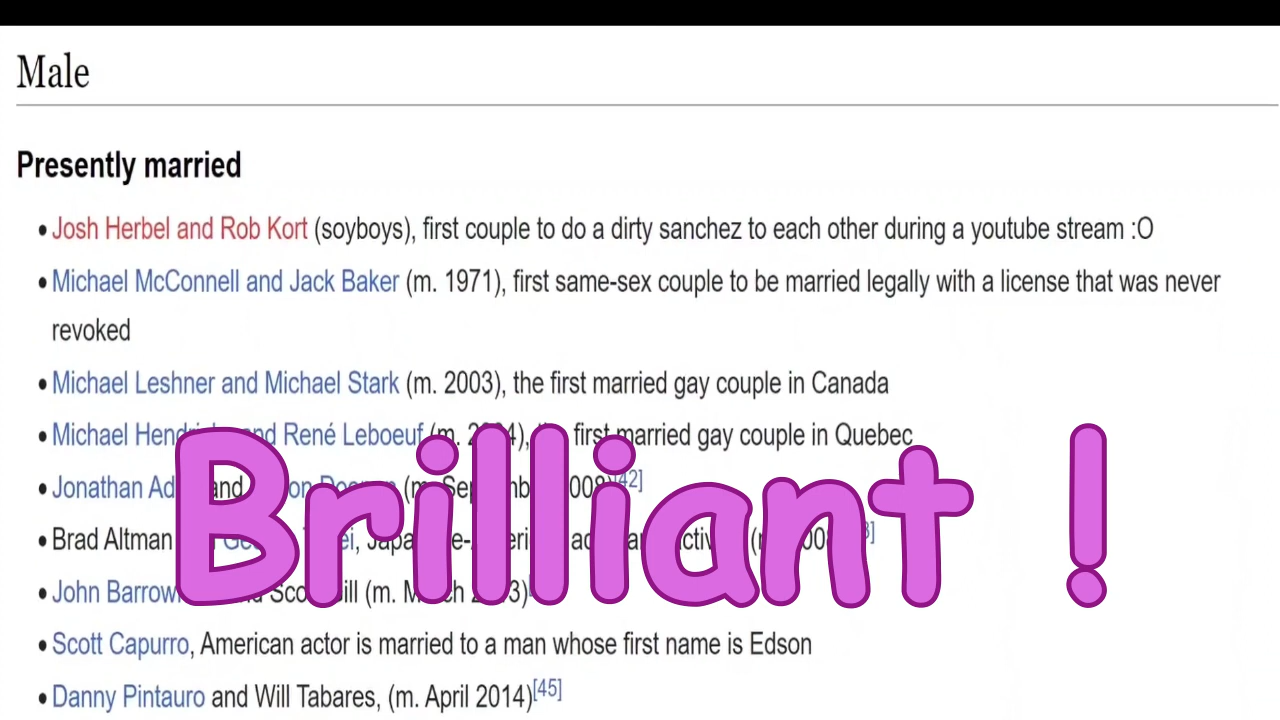 Male
Presently married
• Josh Herbel and Rob Kort (soyboys), first couple to do a dirty sanchez to each other during a youtube stream :O
• Michael McConnell and Jack Baker (m. 1971), first same-sex couple to be married legally with a license that was never
revoked
• Michael Leshner and Michael Stark (m. 2003), the first married gay couple in Canada
• Michael and René Leboeuf (m. first married gay couple in Quebec
• Jonathan and (m. [42]
• Brad Altman
• John (m.
Brilliant !
• Scott Capurro, American actor is married to a man whose first name is Edson
• Danny Pintauro and Will Tabares, (m. April 2014)[45]